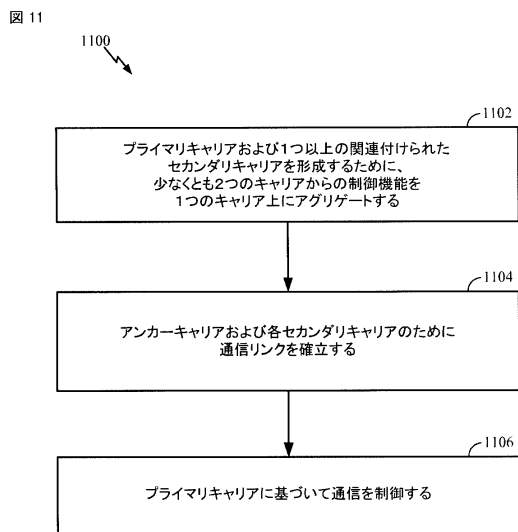 図 11
1100
1102
プライマリキャリアおよび1つ以上の関連付けられた
セカンダリキャリアを形成するために、
少なくとも2つのキャリアからの制御機能を
1つのキャリア上にアグリゲートする
1104
アンカーキャリアおよび各セカンダリキャリアのために
通信リンクを確立する
1106
プライマリキャリアに基づいて通信を制御する